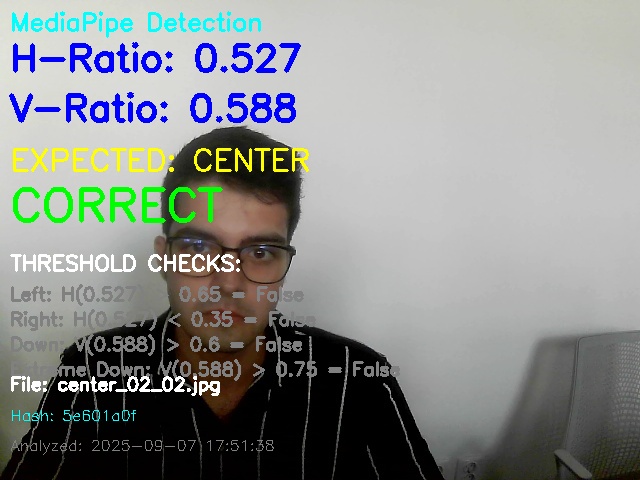 MediaPipe Detection
H-Ratio: 0.527
V-Ratio: 0.588
EXPECTED: CENTER
CORRECT
THRESHOLD CHECKS:
Left: H(0.527) > 0.65 = False
Right: H(0.527) < 0.35 = False
Down: V(0.588) > 0.6 = False
Extreme Down: V(0.588) > 0.75 = False
File: center_02_02.jpg
Hash: 5e601a0f
Analyzed: 2025-09-07 17:51:38